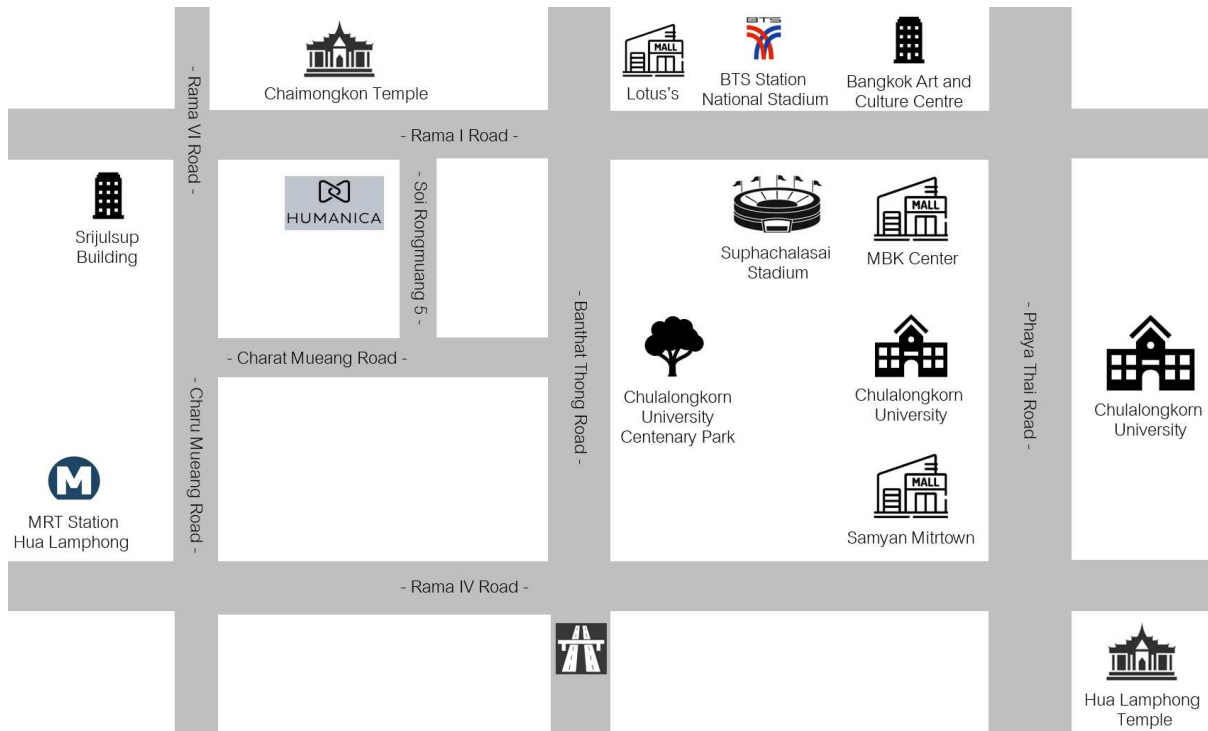 BTS
MALL
Chaimongkon Temple
Lotus's
BTS Station
National Stadium
Bangkok Art and
Culture Centre
- Rama VI Road -
- Rama I Road -
Srijulsup
Building
HUMANICA
- Soi Rongmuang 5 -
Suphachalasai
Stadium
MALL
MBK Center
- Charat Mueang Road -
- Banthat Thong Road -
- Phaya Thai Road -
Chulalongkorn
University
Centenary Park
Chulalongkorn
University
Chulalongkorn
University
- Charu Mueang Road -
M
MRT Station
Hua Lamphong
MALL
Samyan Mitrtown
- Rama IV Road -
Hua Lamphong
Temple